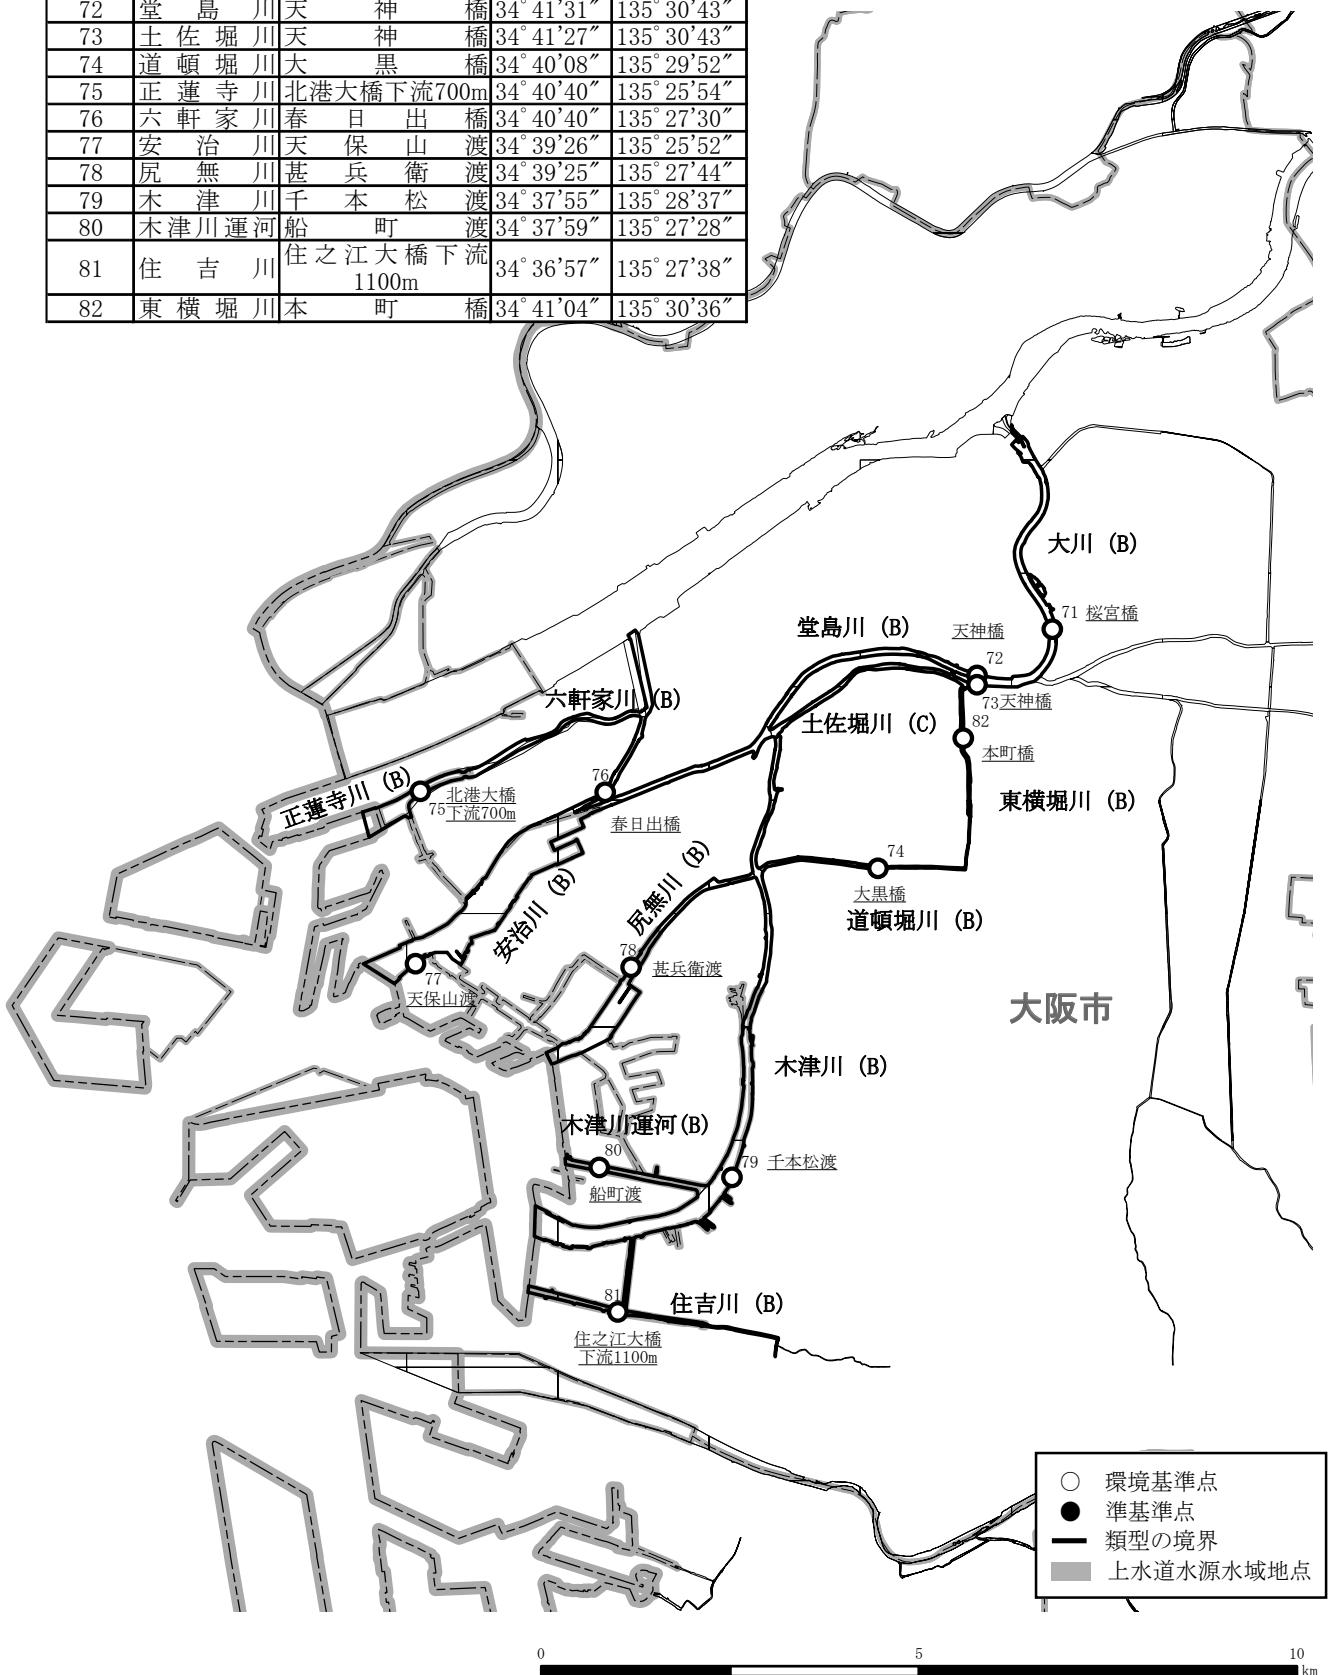 72 堂島川 天神橋 34°41’31” 135°30’43”
73 土佐堀川 天神橋 34°41’27” 135°30’43”
74 道頓堀川 大黒橋 34°40’08” 135°29’52”
75 正蓮寺川 北港大橋下流700m 34°40’40” 135°25’54”
76 六軒家川 春日出橋 34°40’40” 135°27’30”
77 安治川 天保山渡 34°39’26” 135°25’52”
78 尻無川 甚兵衛渡 34°39’25” 135°27’44”
79 木津川 千本松渡 34°37’55” 135°28’37”
80 木津川運河 船町渡 34°37’59” 135°27’28”
81 住吉川 住之江大橋下流
1100m 34°36’57” 135°27’38”
82 東横堀川 本町橋 34°41’04” 135°30’36”
大川 (B)
71 桜宮橋
堂島川 (B)
天神橋
72
73 天神橋
六軒家川 (B)
土佐堀川 (C)
82
本町橋
正蓮寺川 (B)
75 北港大橋
下流700m
76
春日出橋
東横堀川 (B)
74
大黒橋
道頓堀川 (B)
安治川 (B)
尻無川 (B)
78
甚兵衛渡
77
天保山渡
大阪市
木津川 (B)
木津川運河(B)
80
船町渡
79 千本松渡
81
住吉川 (B)
住之江大橋
下流1100m
○ 環境基準点
● 準基準点
類型の境界
上水道水源水域地点
0 5 10
km